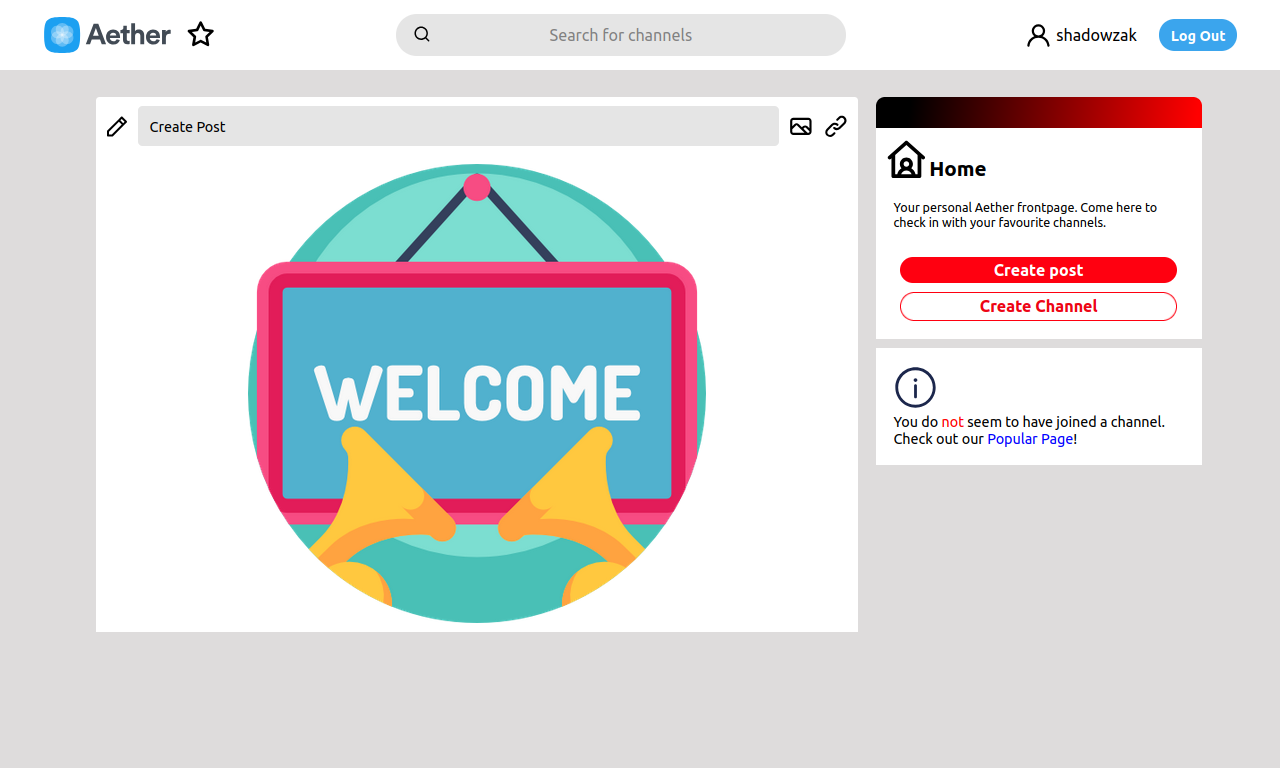 Aether
Search for channels
shadowzak
Log Out
Create Post
WELCOME
Home
Your personal Aether frontpage. Come here to
check in with your favourite channels.
Create post
Create Channel
You do not seem to have joined a channel.
Check out our Popular Page!